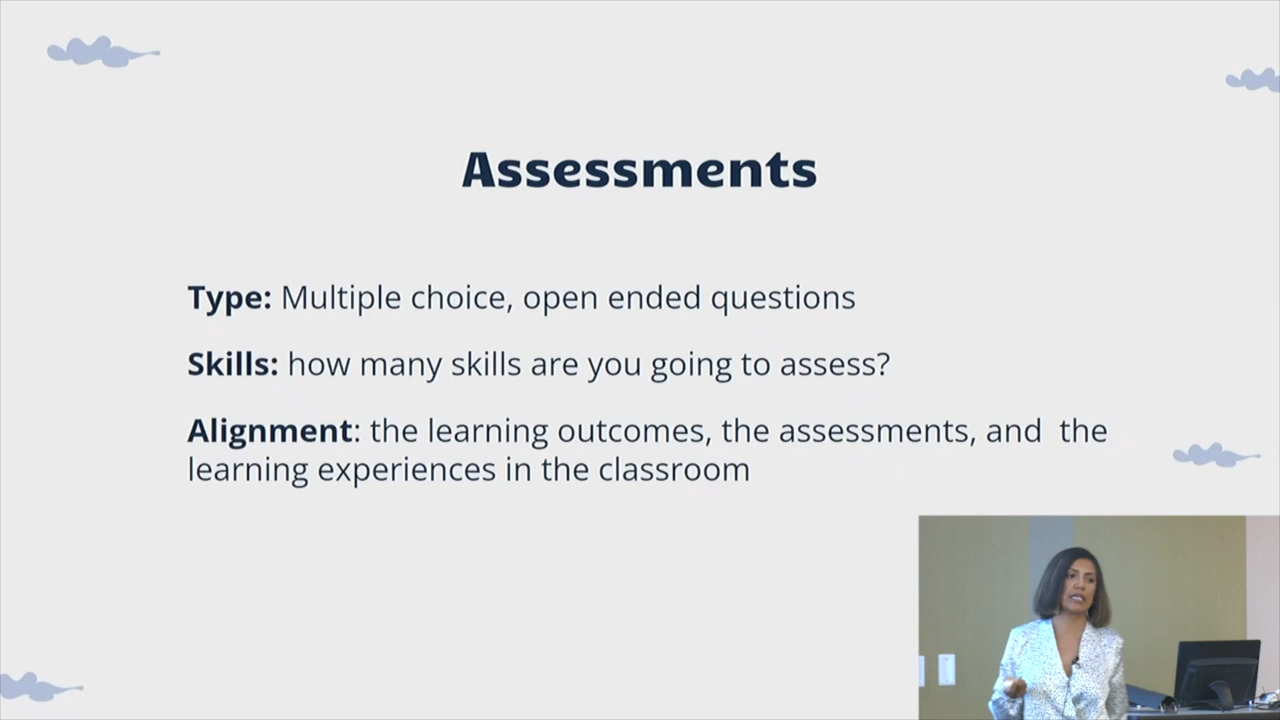 Assessments
Type: Multiple choice, open ended questions
Skills: how many skills are you going to assess?
Alignment: the learning outcomes, the assessments, and  the
learning experiences in the classroom